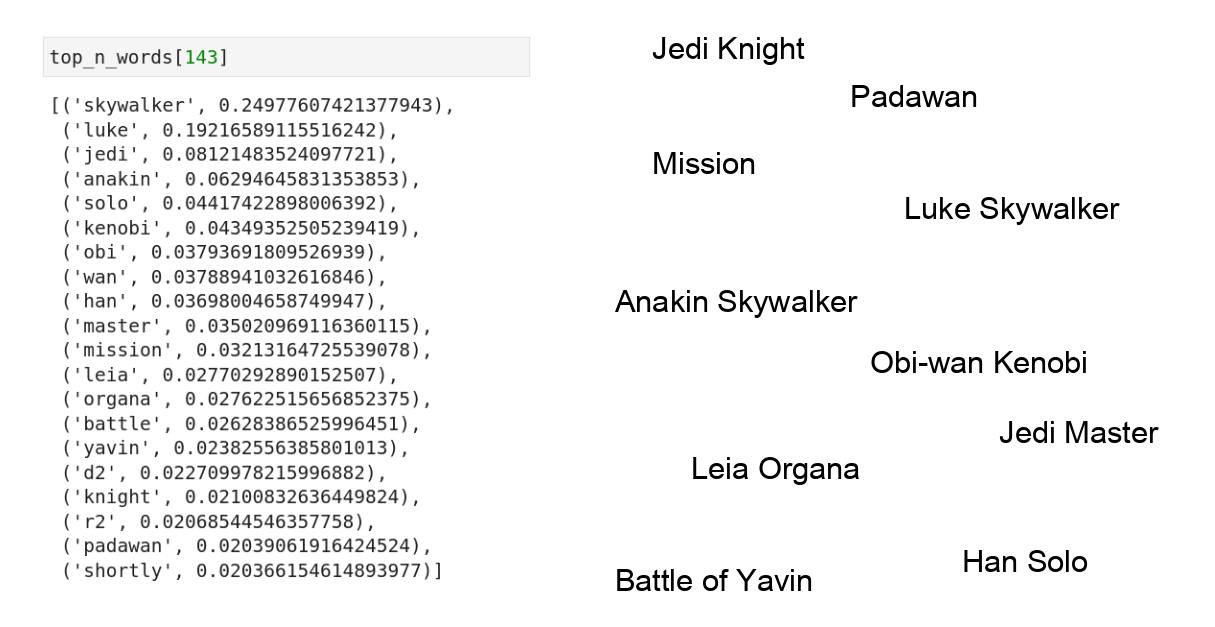 top_n_words[143]
[('skywalker', 0.24977607421377943),
('luke', 0.19216589115516242),
('jedi', 0.08121483524097721),
('anakin', 0.06294645831353853),
('solo', 0.04417422898006392),
('kenobi', 0.04349352505239419),
('obi', 0.03793691809526939),
('wan', 0.03788941032616846),
('han', 0.03698004658749947),
('master', 0.035020969116360115),
('mission', 0.03213164725539078),
('leia', 0.02770292890152507),
('organa', 0.027622515656852375),
('battle', 0.02628386525996451),
('yavin', 0.02382556385801013),
('d2', 0.022709978215996882),
('knight', 0.02100832636449824),
('r2', 0.02068544546357758),
('padawan', 0.02039061916424524),
('shortly', 0.020366154614893977)]
Jedi Knight
Padawan
Mission
Luke Skywalker
Anakin Skywalker
Obi-wan Kenobi
Jedi Master
Leia Organa
Han Solo
Battle of Yavin